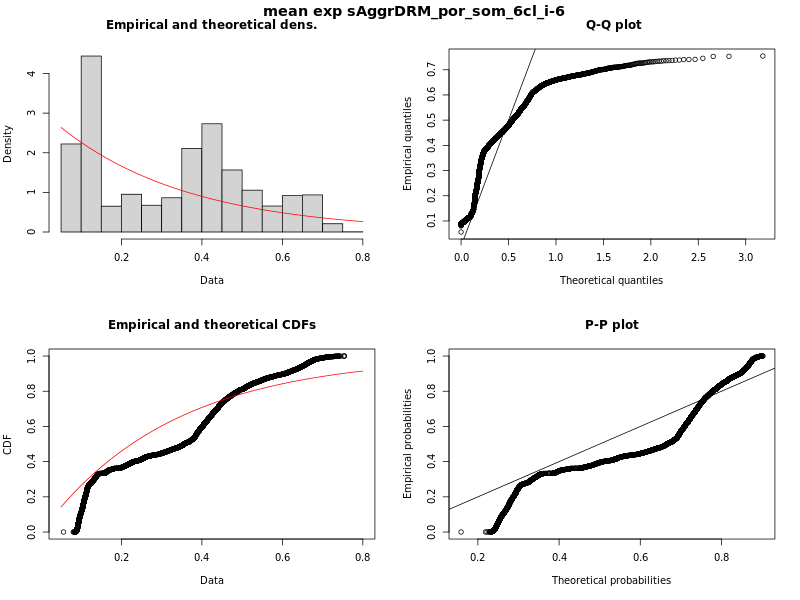 mean exp sAggrDRM_por_som_6cl_i-6
Empirical and theoretical dens.
Density
0 1 2 3 4
0.2 0.4 0.6 0.8
Data
Q-Q plot
Empirical quantiles
0.1 0.2 0.3 0.4 0.5 0.6 0.7
0.0 0.5 1.0 1.5 2.0 2.5 3.0
Theoretical quantiles
Empirical and theoretical CDFs
CDF
0.0 0.2 0.4 0.6 0.8 1.0
0.2 0.4 0.6 0.8
Data
P-P plot
Empirical probabilities
0.0 0.2 0.4 0.6 0.8 1.0
0.2 0.4 0.6 0.8
Theoretical probabilities